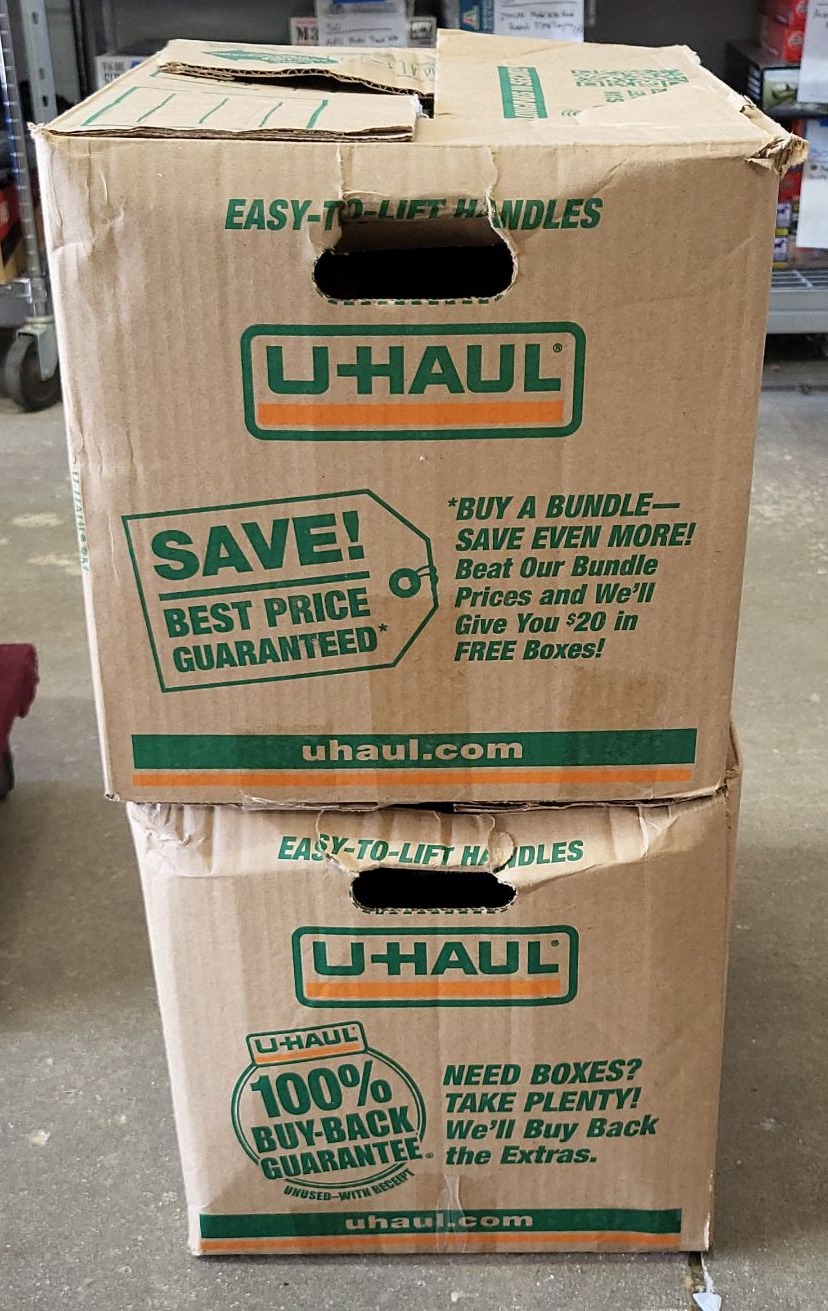 EASY-TO-LIFT HANDLES
U-HAUL®
SAVE!
BEST PRICE
GUARANTEED*
*BUY A BUNDLE—
SAVE EVEN MORE!
Beat Our Bundle
Prices and We'll
Give You $20 in
FREE Boxes!
uhaul.com
EASY-TO-LIFT HANDLES
U-HAUL®
U-HAUL®
100%
BUY-BACK
GUARANTEE®
UNUSED–WITH RECEIPT
NEED BOXES?
TAKE PLENTY!
We'll Buy Back
the Extras.
uhaul.com